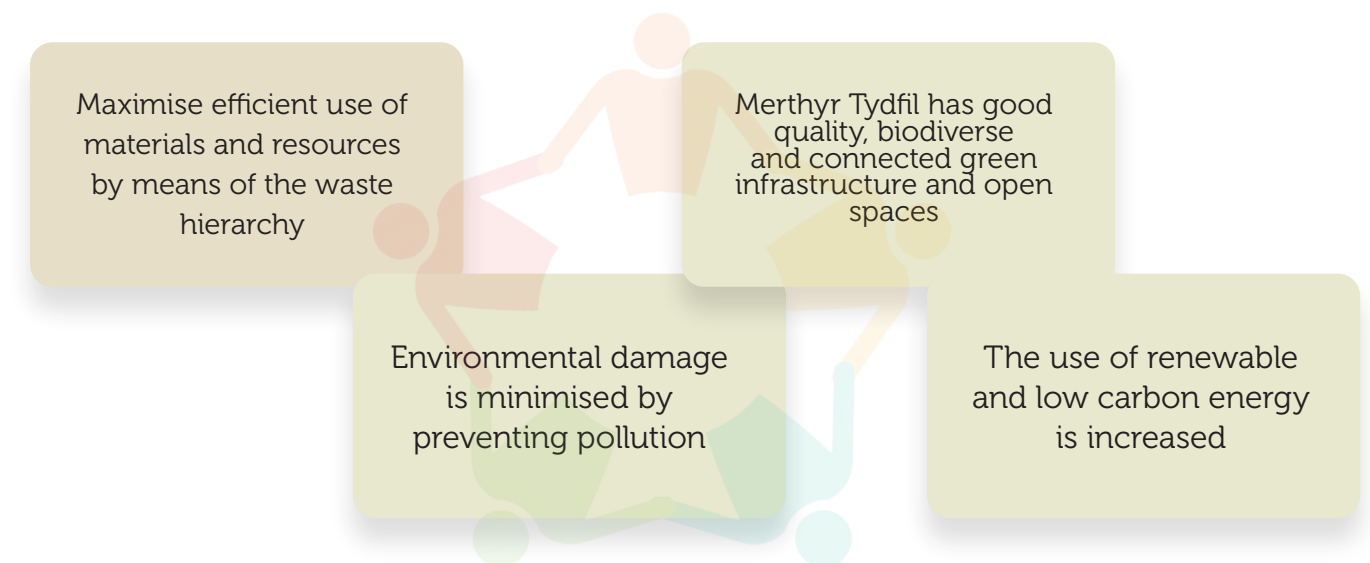 Maximise efficient use of
materials and resources
by means of the waste
hierarchy
Environmental damage
is minimised by
preventing pollution
Merthyr Tydfil has good
quality, biodiverse
and connected green
infrastructure and open
spaces
The use of renewable
and low carbon energy
is increased